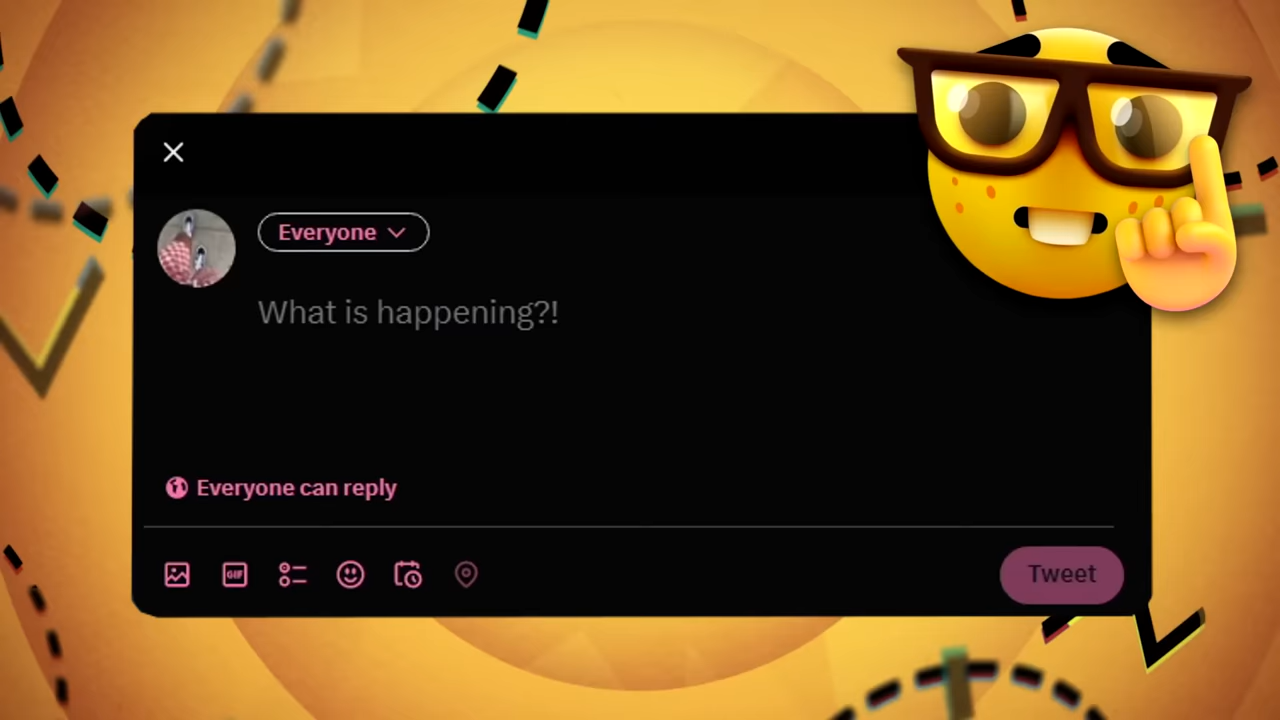 Everyone
What is happening?!
Everyone can reply
GIF
Tweet